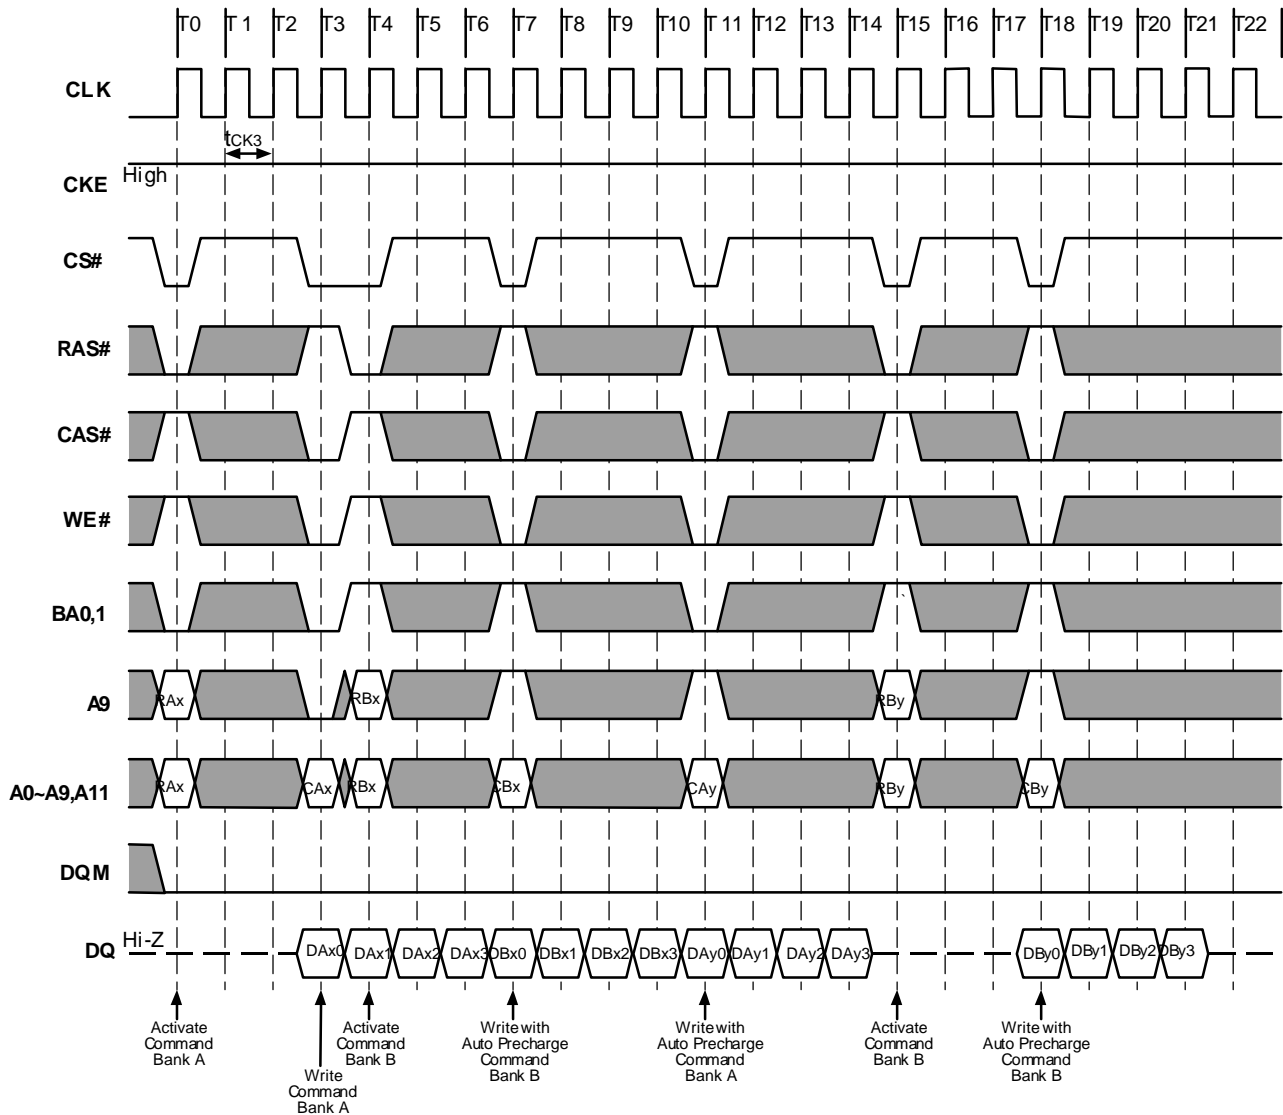 T0 T1 T2 T3 T4 T5 T6 T7 T8 T9 T10 T11 T12 T13 T14 T15 T16 T17 T18 T19 T20 T21 T22
CLK
tCK3
High
CKE
CS#
RAS#
CAS#
WE#
BA0,1
A9 RAx RBx RBy
A0~A9,A11 RAx CAx RBx CBx CAy RBy CBy
DQM
DQ Hi-Z DAx0 DAx1 DAx2 DAx3 DBx0 DBx1 DBx2 DBx3 DAy0 DAy1 DAy2 DAy3 DBy0 DBy1 DBy2 DBy3
Activate
Command
Bank A
Write
Command
Bank A
Activate
Command
Bank B
Write with
Auto Precharge
Command
Bank B
Write with
Auto Precharge
Command
Bank A
Activate
Command
Bank B
Write with
Auto Precharge
Command
Bank B